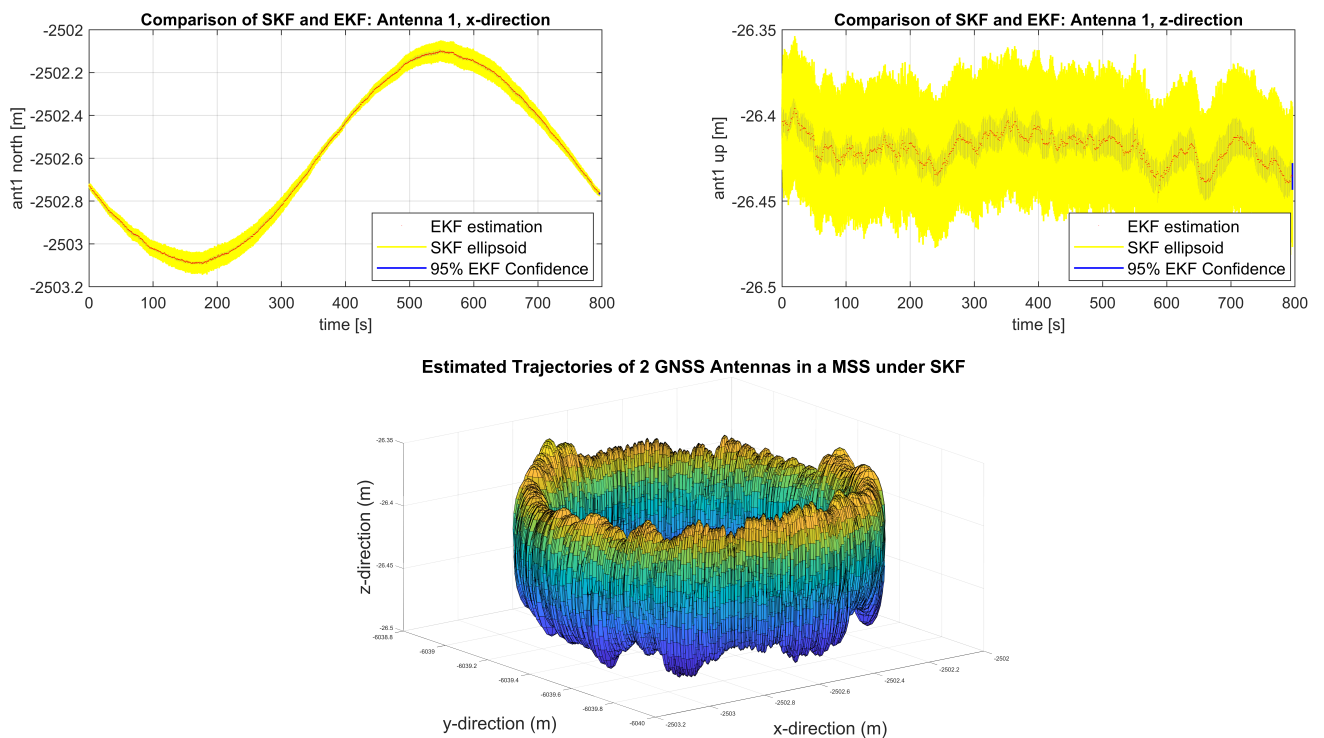 Comparison of SKF and EKF: Antenna 1, x-direction
-2502
-2502.2
-2502.4
-2502.6
-2502.8
-2503
-2503.2
ant1 north [m]
0 100 200 300 400 500 600 700 800
time [s]
EKF estimation
SKF ellipsoid
95% EKF Confidence
Comparison of SKF and EKF: Antenna 1, z-direction
-26.35
-26.4
-26.45
-26.5
ant1 up [m]
0 100 200 300 400 500 600 700 800
time [s]
EKF estimation
SKF ellipsoid
95% EKF Confidence
Estimated Trajectories of 2 GNSS Antennas in a MSS under SKF
-26.35
-26.4
-26.45
-26.5
z-direction (m)
-6038.8
-6039
-6039.2
-6039.4
-6039.6
-6039.8
-6040
y-direction (m)
-2503.2
-2503
-2502.8
-2502.6
-2502.4
-2502.2
-2502
x-direction (m)